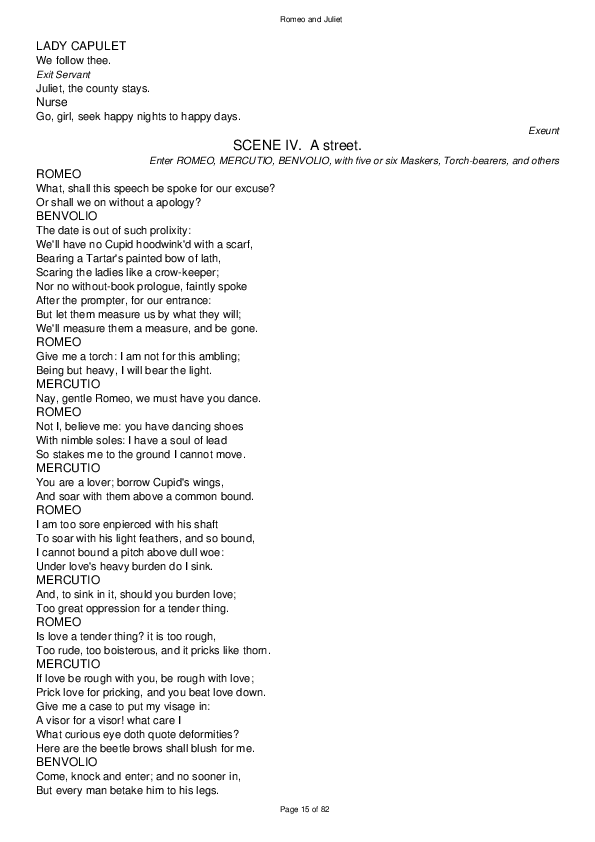 Romeo and Juliet
LADY CAPULET
We follow thee.
Exit Servant
Juliet, the county stays.
Nurse
Go, girl, seek happy nights to happy days.
Exeunt
SCENE IV.  A street.
Enter ROMEO, MERCUTIO, BENVOLIO, with five or six Maskers, Torch-bearers, and others
ROMEO
What, shall this speech be spoke for our excuse?
Or shall we on without a apology?
BENVOLIO
The date is out of such prolixity:
We'll have no Cupid hoodwink'd with a scarf,
Bearing a Tartar's painted bow of lath,
Scaring the ladies like a crow-keeper;
Nor no without-book prologue, faintly spoke
After the prompter, for our entrance:
But let them measure us by what they will;
We'll measure them a measure, and be gone.
ROMEO
Give me a torch: I am not for this ambling;
Being but heavy, I will bear the light.
MERCUTIO
Nay, gentle Romeo, we must have you dance.
ROMEO
Not I, believe me: you have dancing shoes
With nimble soles: I have a soul of lead
So stakes me to the ground I cannot move.
MERCUTIO
You are a lover; borrow Cupid's wings,
And soar with them above a common bound.
ROMEO
I am too sore enpierced with his shaft
To soar with his light feathers, and so bound,
I cannot bound a pitch above dull woe:
Under love's heavy burden do I sink.
MERCUTIO
And, to sink in it, should you burden love;
Too great oppression for a tender thing.
ROMEO
Is love a tender thing? it is too rough,
Too rude, too boisterous, and it pricks like thorn.
MERCUTIO
If love be rough with you, be rough with love;
Prick love for pricking, and you beat love down.
Give me a case to put my visage in:
A visor for a visor! what care I
What curious eye doth quote deformities?
Here are the beetle brows shall blush for me.
BENVOLIO
Come, knock and enter; and no sooner in,
But every man betake him to his legs.
Page 15 of 82